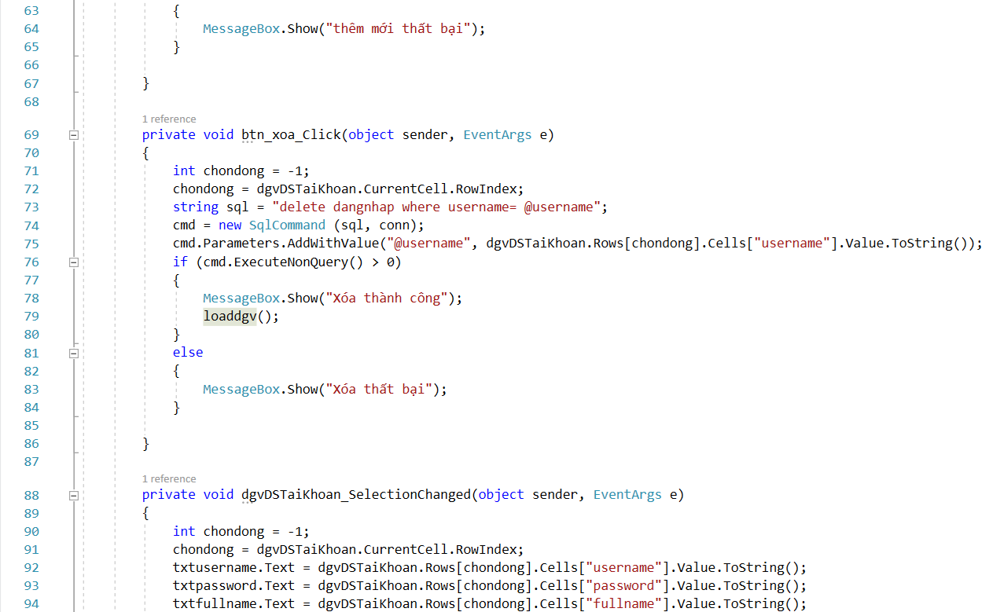 63 {
64 MessageBox.Show("thêm mới thất bại");
65 }
66
67 }
68
1 reference
69 private void btn_xoa_Click(object sender, EventArgs e)
70 {
71 int chondong = -1;
72 chondong = dgvDSTaiKhoan.CurrentCell.RowIndex;
73 string sql = "delete dangnhap where username= @username";
74 cmd = new SqlCommand (sql, conn);
75 cmd.Parameters.AddWithValue("@username", dgvDSTaiKhoan.Rows[chondong].Cells["username"].Value.ToString());
76 if (cmd.ExecuteNonQuery() > 0)
77 {
78 MessageBox.Show("Xóa thành công");
79 loaddgv();
80 }
81 else
82 {
83 MessageBox.Show("Xóa thất bại");
84 }
85
86 }
87
1 reference
88 private void dgvDSTaiKhoan_SelectionChanged(object sender, EventArgs e)
89 {
90 int chondong = -1;
91 chondong = dgvDSTaiKhoan.CurrentCell.RowIndex;
92 txtusername.Text = dgvDSTaiKhoan.Rows[chondong].Cells["username"].Value.ToString();
93 txtpassword.Text = dgvDSTaiKhoan.Rows[chondong].Cells["password"].Value.ToString();
94 txtfullname.Text = dgvDSTaiKhoan.Rows[chondong].Cells["fullname"].Value.ToString();